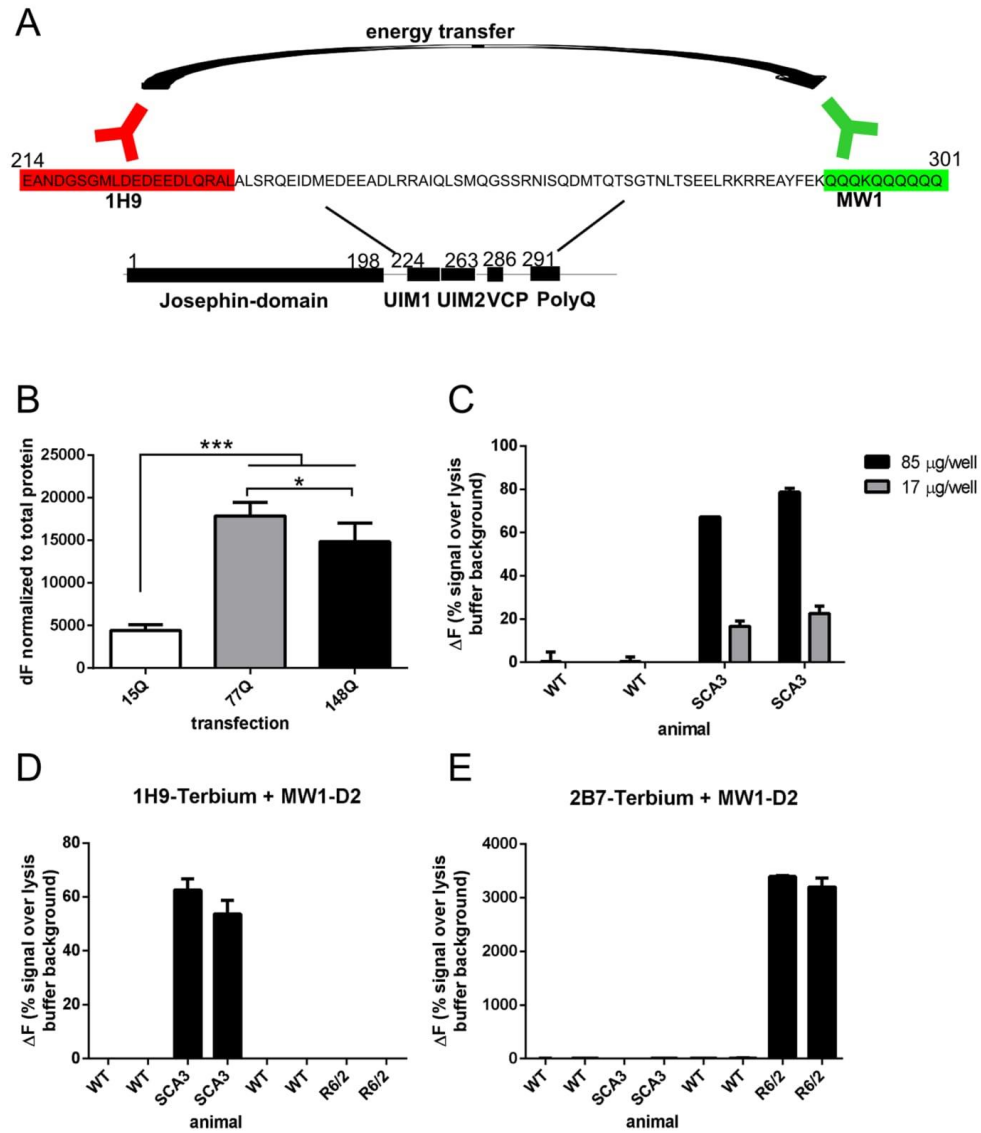 A
energy transfer
214
301
EANDGSGMLDEDEEDLQRALALSRQEIDMEDEEADLRRAIQLSMQGSSRNISQDMTQTSGTNLTSEELRKRREAYFEKQQQKQQQQQQ
1H9
MW1
1 198 224 263 286 291
Josephin-domain UIM1 UIM2 VCP PolyQ
B
dF normalized to total protein
25000
20000
15000
10000
5000
0
***
*
15Q 77Q 148Q
transfection
C
ΔF (% signal over lysis
buffer background)
100
80
60
40
20
0
WT WT SCA3 SCA3
animal
85 μg/well
17 μg/well
D
1H9-Terbium + MW1-D2
ΔF (% signal over lysis
buffer background)
80
60
40
20
0
WT WT SCA3 SCA3 WT WT R6/2 R6/2
animal
E
2B7-Terbium + MW1-D2
ΔF (% signal over lysis
buffer background)
4000
3000
2000
1000
0
WT WT SCA3 SCA3 WT WT R6/2 R6/2
animal